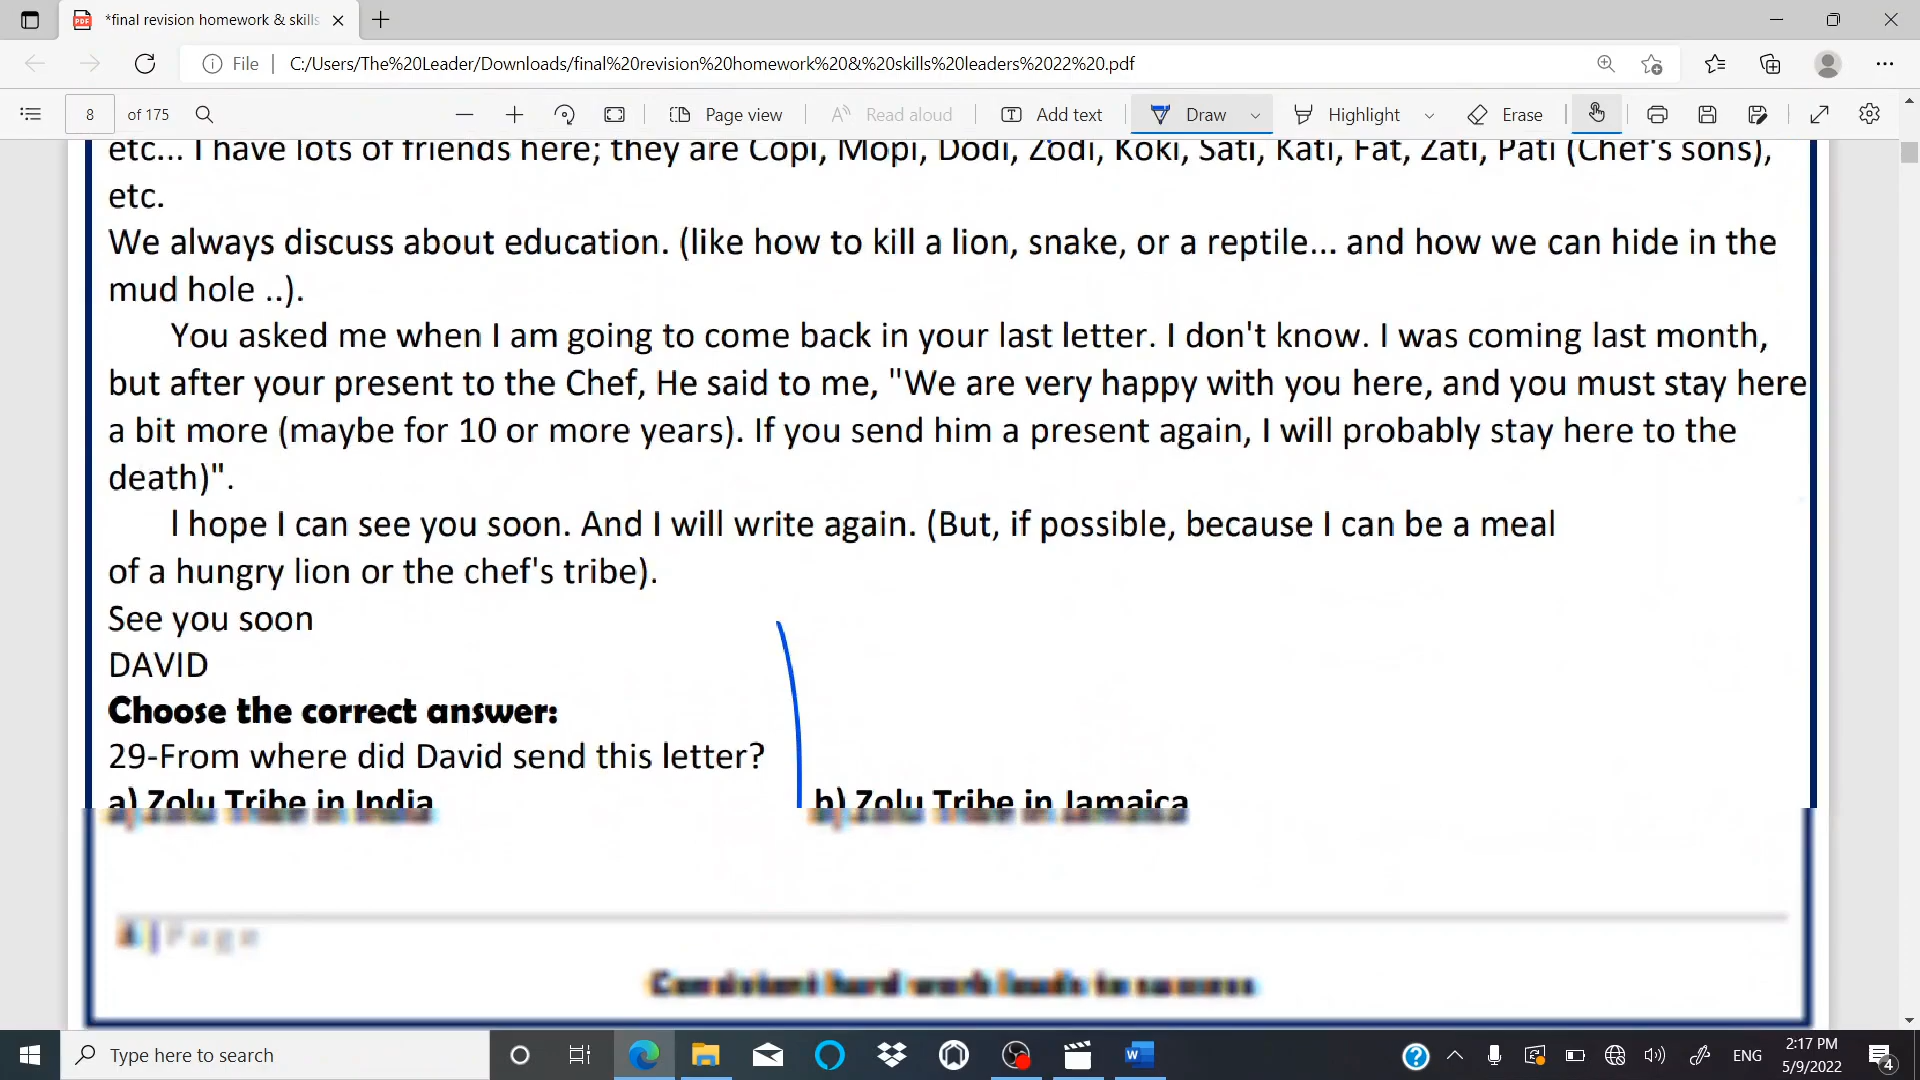 *final revision homework & skills
File C:/Users/The%20Leader/Downloads/final%20revision%20homework%20&%20skills%20leaders%2022%20.pdf
8 of 175 Page view Read aloud Add text Draw Highlight Erase
etc... I have lots of friends here; they are Copi, Mopi, Dodi, Zodi, Koki, Sati, Kati, Fat, Zati, Pati (Chef's sons),
etc.
We always discuss about education. (like how to kill a lion, snake, or a reptile... and how we can hide in the
mud hole ..).
You asked me when I am going to come back in your last letter. I don't know. I was coming last month,
but after your present to the Chef, He said to me, "We are very happy with you here, and you must stay here
a bit more (maybe for 10 or more years). If you send him a present again, I will probably stay here to the
death)".
I hope I can see you soon. And I will write again. (But, if possible, because I can be a meal
of a hungry lion or the chef's tribe).
See you soon
DAVID
Choose the correct answer:
29-From where did David send this letter?
a) Zolu Tribe in India b) Zolu Tribe in Jamaica
Page
Consistent hard work leads to success
Type here to search
ENG 2:17 PM
5/9/2022
4